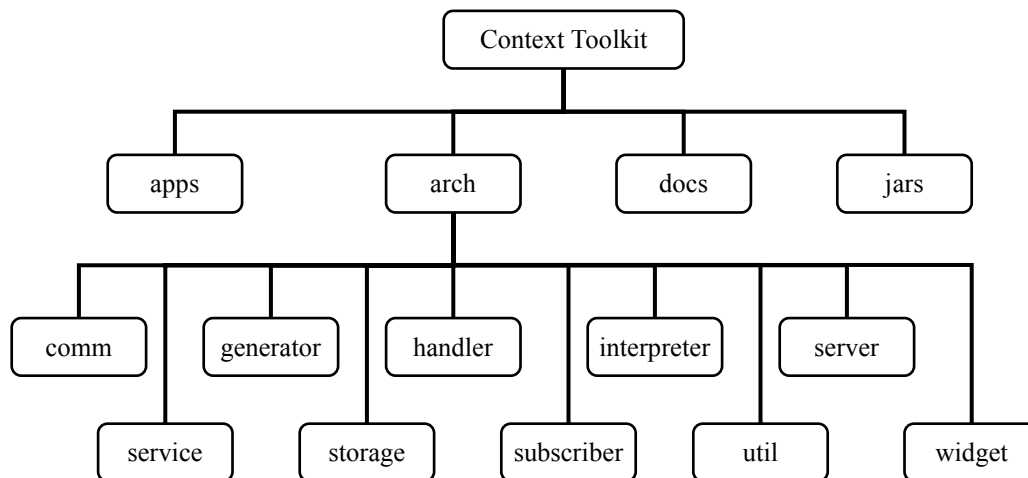 Context Toolkit
apps
arch
docs
jars
comm
generator
handler
interpreter
server
service
storage
subscriber
util
widget